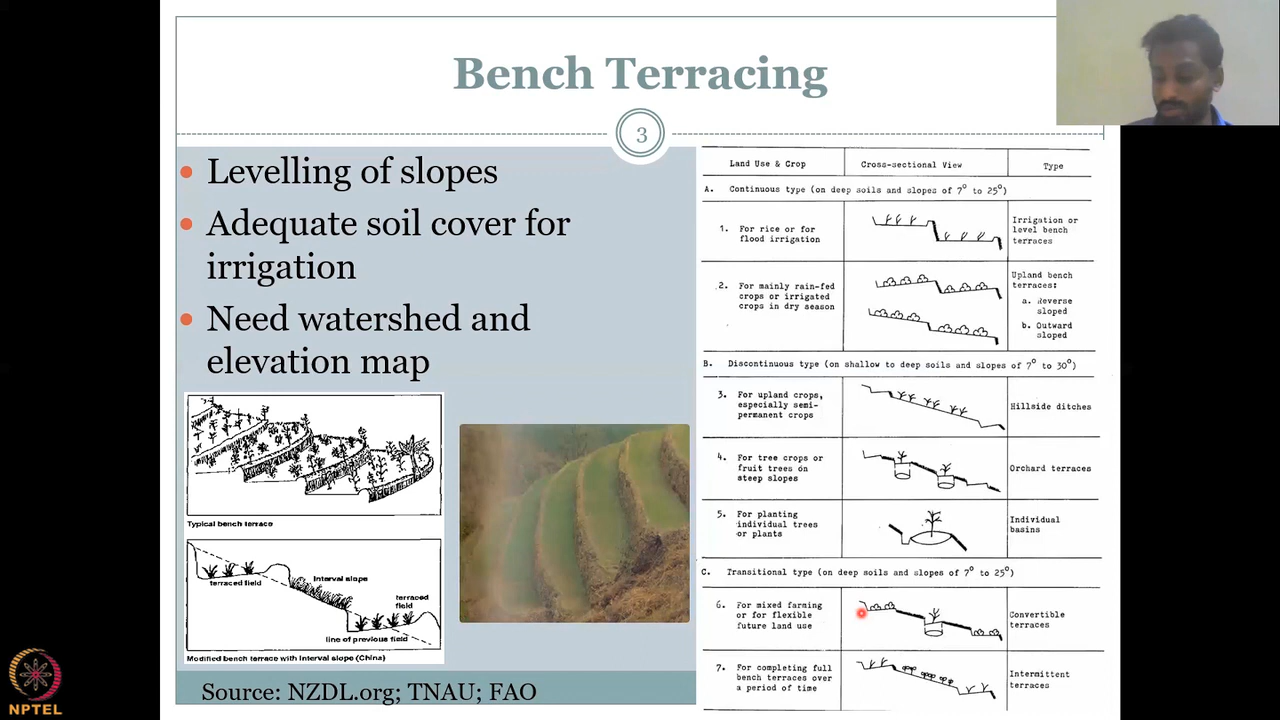 Bench Terracing
3
• Levelling of slopes
• Adequate soil cover for
irrigation
• Need watershed and
elevation map
Typical bench terrace
terraced field
Interval slope
terraced
field
line of previous field
Modified bench terrace with interval slope (China)
Source: NZDL.org; TNAU; FAO
Land Use & Crop
Cross-sectional View
Type
A. Continuous type (on deep soils and slopes of 7° to 25°)
1. For rice or for
flood irrigation
Irrigation or
level bench
terraces
2. For mainly rain-fed
crops or irrigated
crops in dry season
Upland bench
terraces:
a. Reverse
sloped
b. Outward
sloped
B. Discontinuous type (on shallow to deep soils and slopes of 7° to 30°)
3. For upland crops,
especially semi-
permanent crops
Hillside ditches
4. For tree crops or
fruit trees on
steep slopes
Orchard terraces
5. For planting
individual trees
or plants
Individual
basins
C. Transitional type (on deep soils and slopes of 7° to 25°)
6. For mixed farming
or for flexible
future land use
Convertible
terraces
7. For completing full
bench terraces over
a period of time
Intermittent
terraces
NPTEL